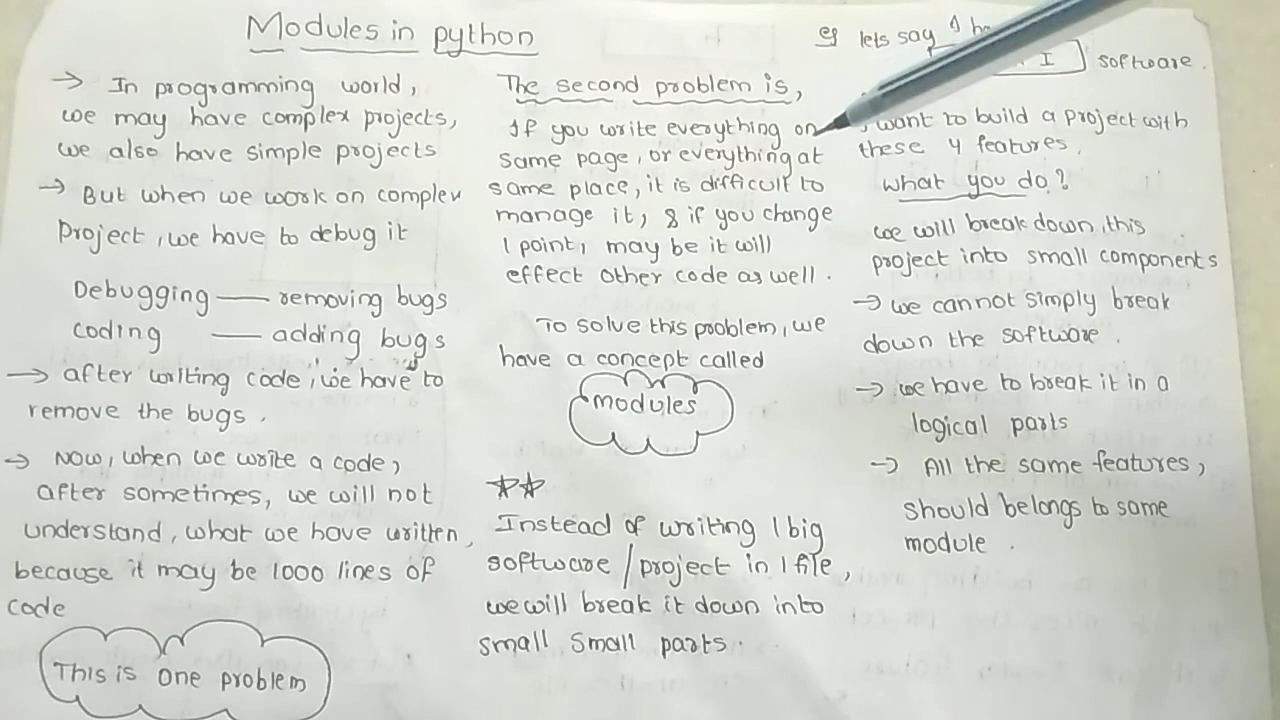 Modules in python
→ In programming world,
we may have complex projects,
we also have simple projects
→ But when we work on complex
Project, we have to debug it
Debugging — removing bugs
Coding — adding bugs
→ after writing code, we have to
remove the bugs.
→ Now, when we write a code,
after sometimes, we will not
understand, what we have written,
because it may be 1000 lines of
code
This is one problem
The second problem is,
If you write everything on
same page, or everything at
same place, it is difficult to
manage it, & if you change
1 point, may be it will
effect other code as well.
To solve this problem, we
have a concept called
modules
☆☆
Instead of writing 1 big
software / project in 1 file,
we will break it down into
small small parts.
eg lets say I
I software.
want to build a project with
these 4 features.
what you do?
we will break down, this
project into small components
→ we cannot simply break
down the software.
→ we have to break it in a
logical parts
→ All the same features,
should belongs to same
module.